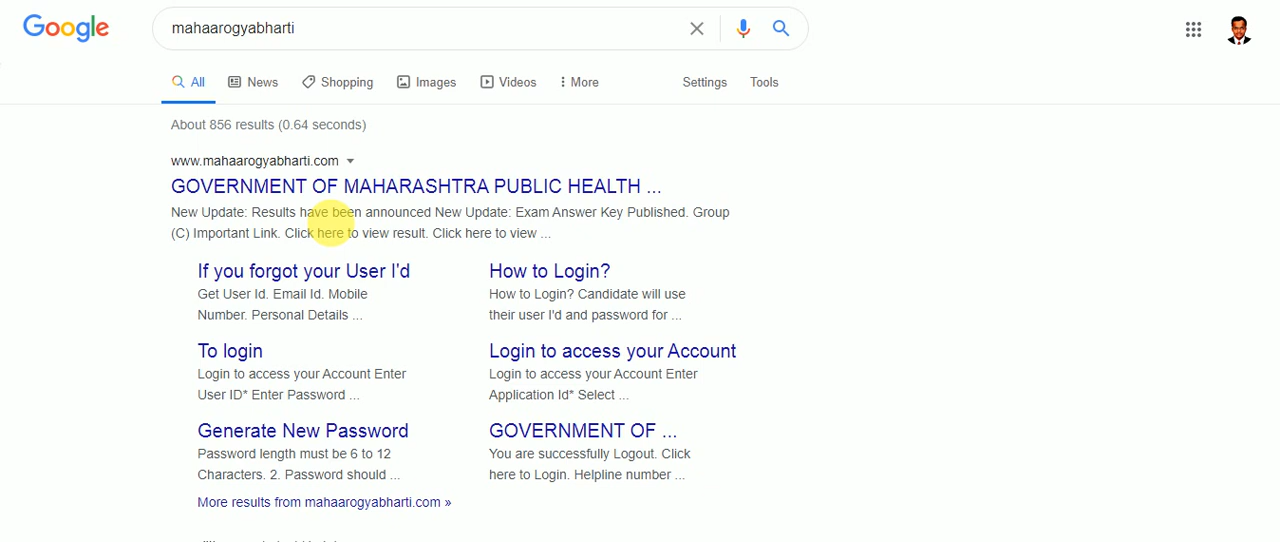 Google
mahaarogyabharti
All News Shopping Images Videos More Settings Tools
About 856 results (0.64 seconds)
www.mahaarogyabharti.com
GOVERNMENT OF MAHARASHTRA PUBLIC HEALTH ...
New Update: Results have been announced New Update: Exam Answer Key Published. Group
(C) Important Link. Click here to view result. Click here to view ...
If you forgot your User I'd
Get User Id. Email Id. Mobile
Number. Personal Details ...
How to Login?
How to Login? Candidate will use
their user I'd and password for ...
To login
Login to access your Account Enter
User ID* Enter Password ...
Login to access your Account
Login to access your Account Enter
Application Id* Select ...
Generate New Password
Password length must be 6 to 12
Characters. 2. Password should ...
GOVERNMENT OF ...
You are successfully Logout. Click
here to Login. Helpline number ...
More results from mahaarogyabharti.com »